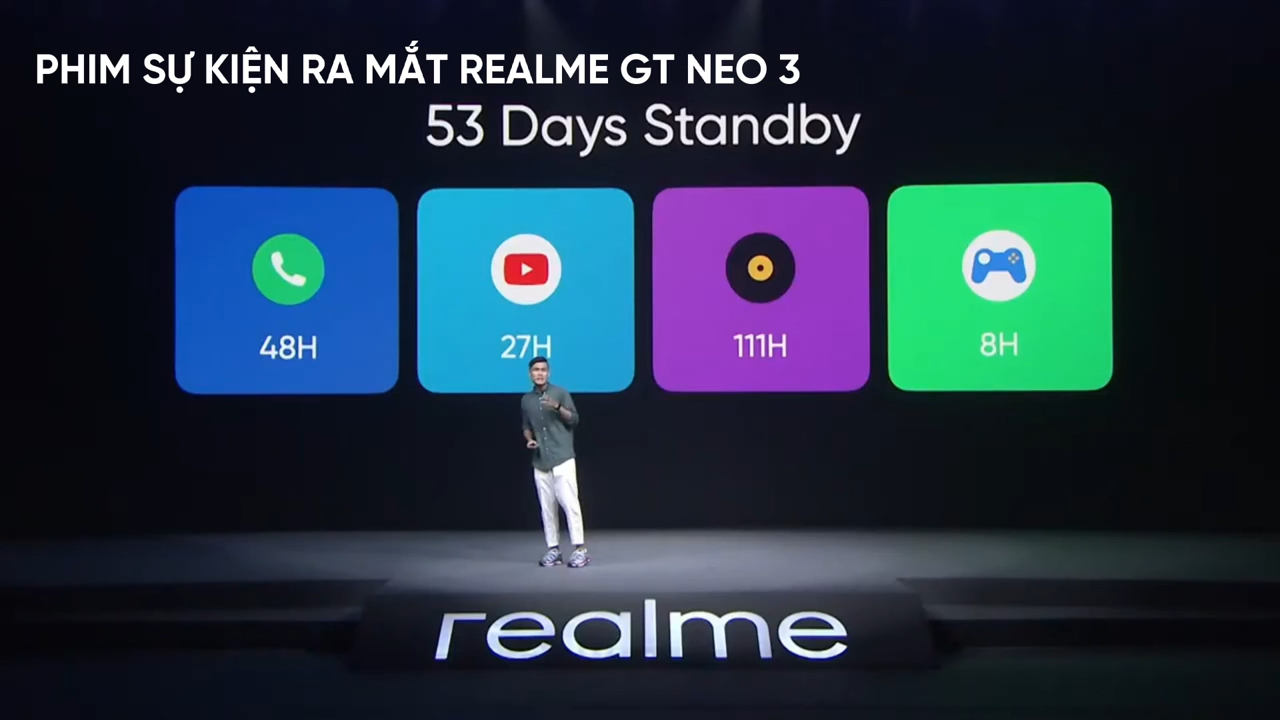 PHIM SỰ KIỆN RA MẮT REALME GT NEO 3
53 Days Standby
48H
27H
111H
8H
realme